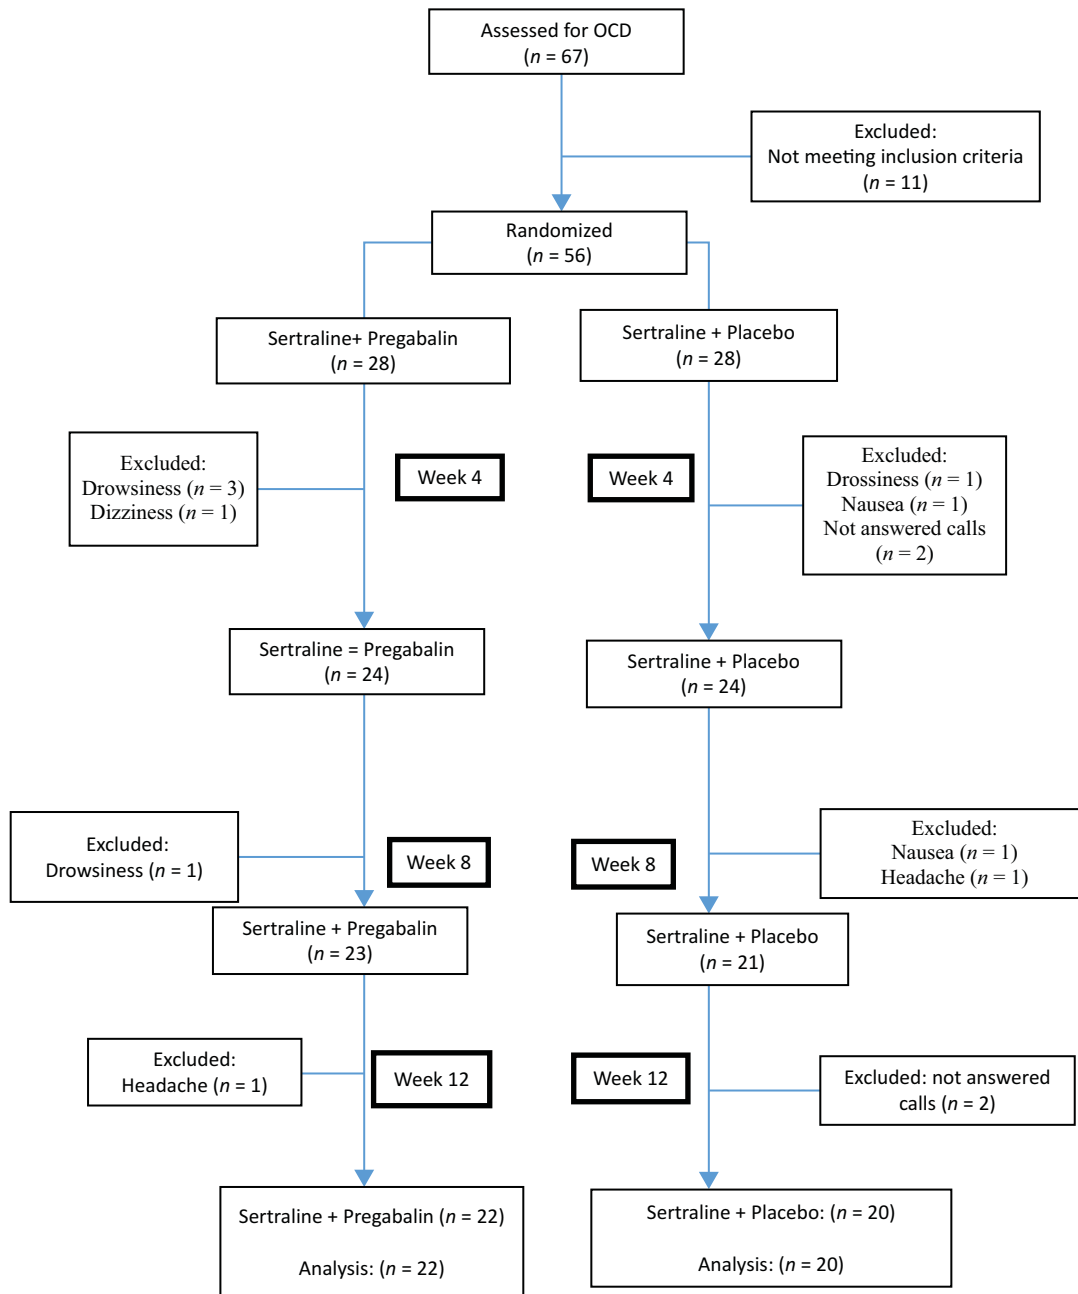 Assessed for OCD
(n = 67)
Excluded:
Not meeting inclusion criteria
(n = 11)
Randomized
(n = 56)
Sertraline+ Pregabalin
(n = 28)
Sertraline + Placebo
(n = 28)
Excluded:
Drowsiness (n = 3)
Dizziness (n = 1)
Week 4
Week 4
Excluded:
Drossiness (n = 1)
Nausea (n = 1)
Not answered calls
(n = 2)
Sertraline = Pregabalin
(n = 24)
Sertraline + Placebo
(n = 24)
Excluded:
Drowsiness (n = 1)
Week 8
Week 8
Excluded:
Nausea (n = 1)
Headache (n = 1)
Sertraline + Pregabalin
(n = 23)
Sertraline + Placebo
(n = 21)
Excluded:
Headache (n = 1)
Week 12
Week 12
Excluded: not answered
calls (n = 2)
Sertraline + Pregabalin (n = 22)
Analysis: (n = 22)
Sertraline + Placebo: (n = 20)
Analysis: (n = 20)